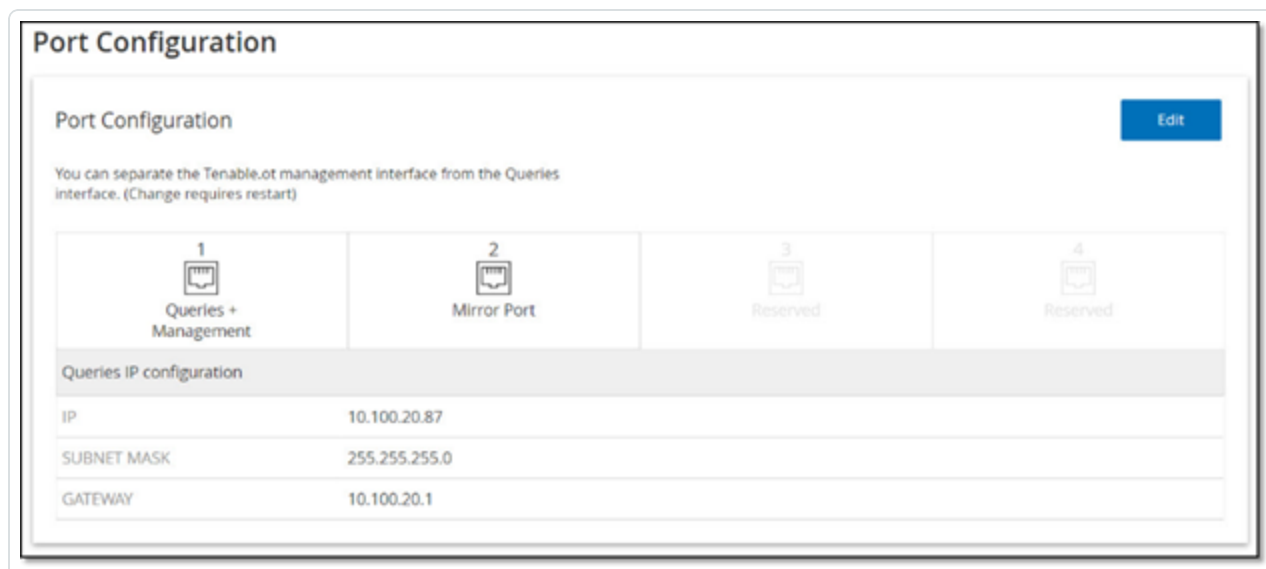 Port Configuration
Port Configuration
Edit
You can separate the Tenable.ot management interface from the Queries
interface. (Change requires restart)
1
Queries +
Management
2
Mirror Port
3
Reserved
4
Reserved
Queries IP configuration
IP 10.100.20.87
SUBNET MASK 255.255.255.0
GATEWAY 10.100.20.1